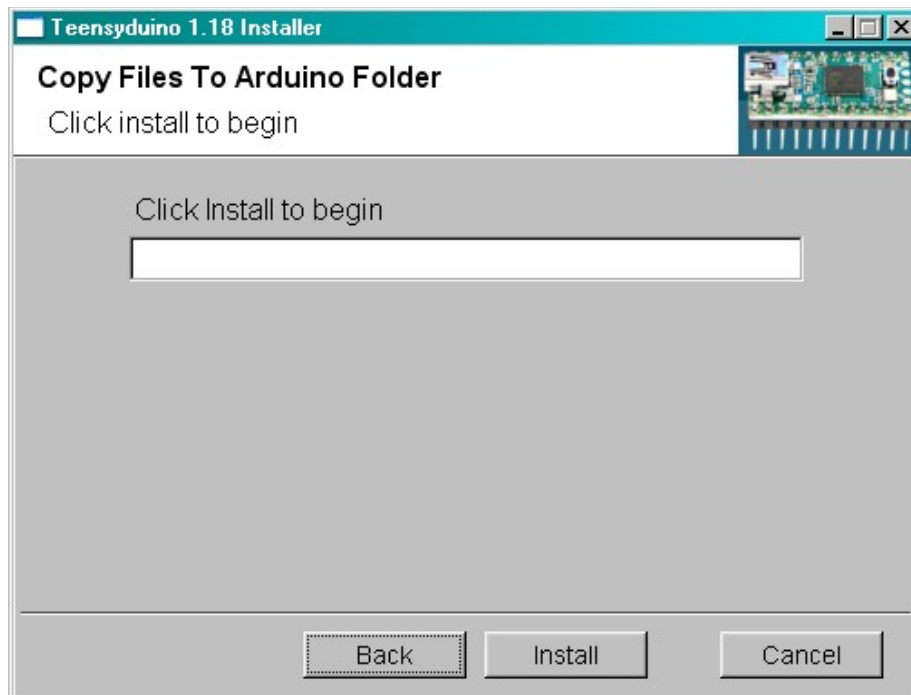 Teensyduino 1.18 Installer
Copy Files To Arduino Folder
Click install to begin
Click Install to begin
Back Install Cancel